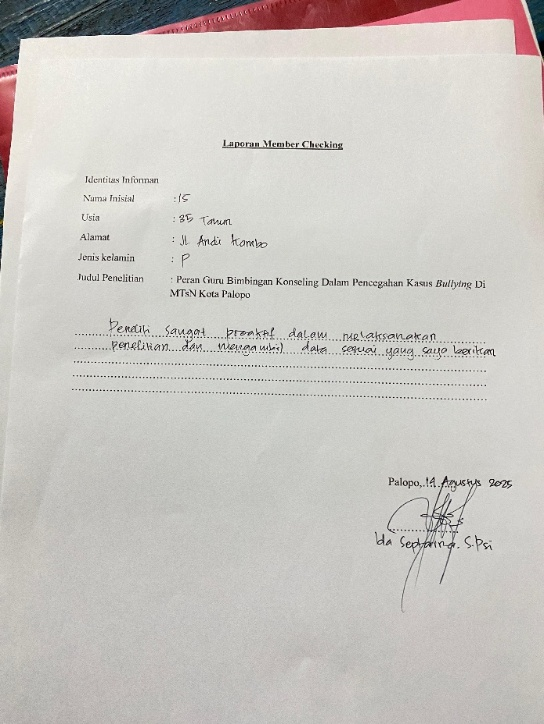 Laporan Member Checking
Identitas Informan
Nama Inisial : IS
Usia : 35 Tahun
Alamat : Jl Andi Kambo
Jenis kelamin : P
Judul Penelitian : Peran Guru Bimbingan Konseling Dalam Pencegahan Kasus Bullying Di
MTsN Kota Palopo
Peneliti sangat proaktif dalam melaksanakan
penelitian dan mengambil data sesuai yang saya berikan
Palopo, 14 Agustus 2025
Ida S.Psi